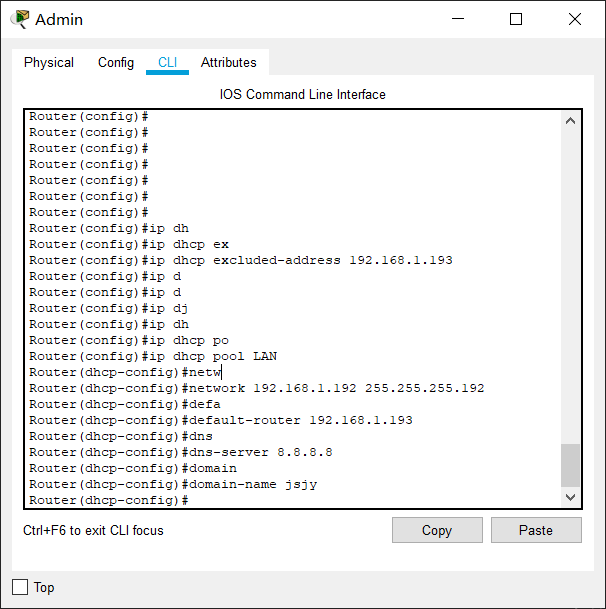 Admin
Physical Config CLI Attributes
IOS Command Line Interface
Router(config)#
Router(config)#
Router(config)#
Router(config)#
Router(config)#
Router(config)#
Router(config)#
Router(config)#ip dh
Router(config)#ip dhcp ex
Router(config)#ip dhcp excluded-address 192.168.1.193
Router(config)#ip d
Router(config)#ip d
Router(config)#ip dj
Router(config)#ip dh
Router(config)#ip dhcp po
Router(config)#ip dhcp pool LAN
Router(dhcp-config)#netw
Router(dhcp-config)#network 192.168.1.192 255.255.255.192
Router(dhcp-config)#defa
Router(dhcp-config)#default-router 192.168.1.193
Router(dhcp-config)#dns
Router(dhcp-config)#dns-server 8.8.8.8
Router(dhcp-config)#domain
Router(dhcp-config)#domain-name jsjy
Router(dhcp-config)#
Ctrl+F6 to exit CLI focus
Copy Paste
Top